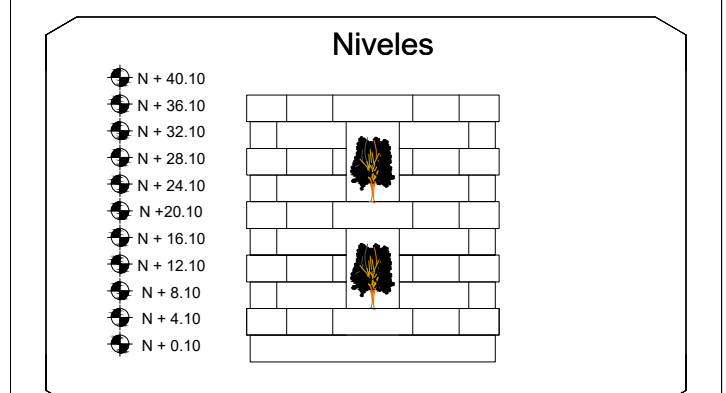 Niveles
N + 40.10
N + 36.10
N + 32.10
N + 28.10
N + 24.10
N +20.10
N + 16.10
N + 12.10
N + 8.10
N + 4.10
N + 0.10